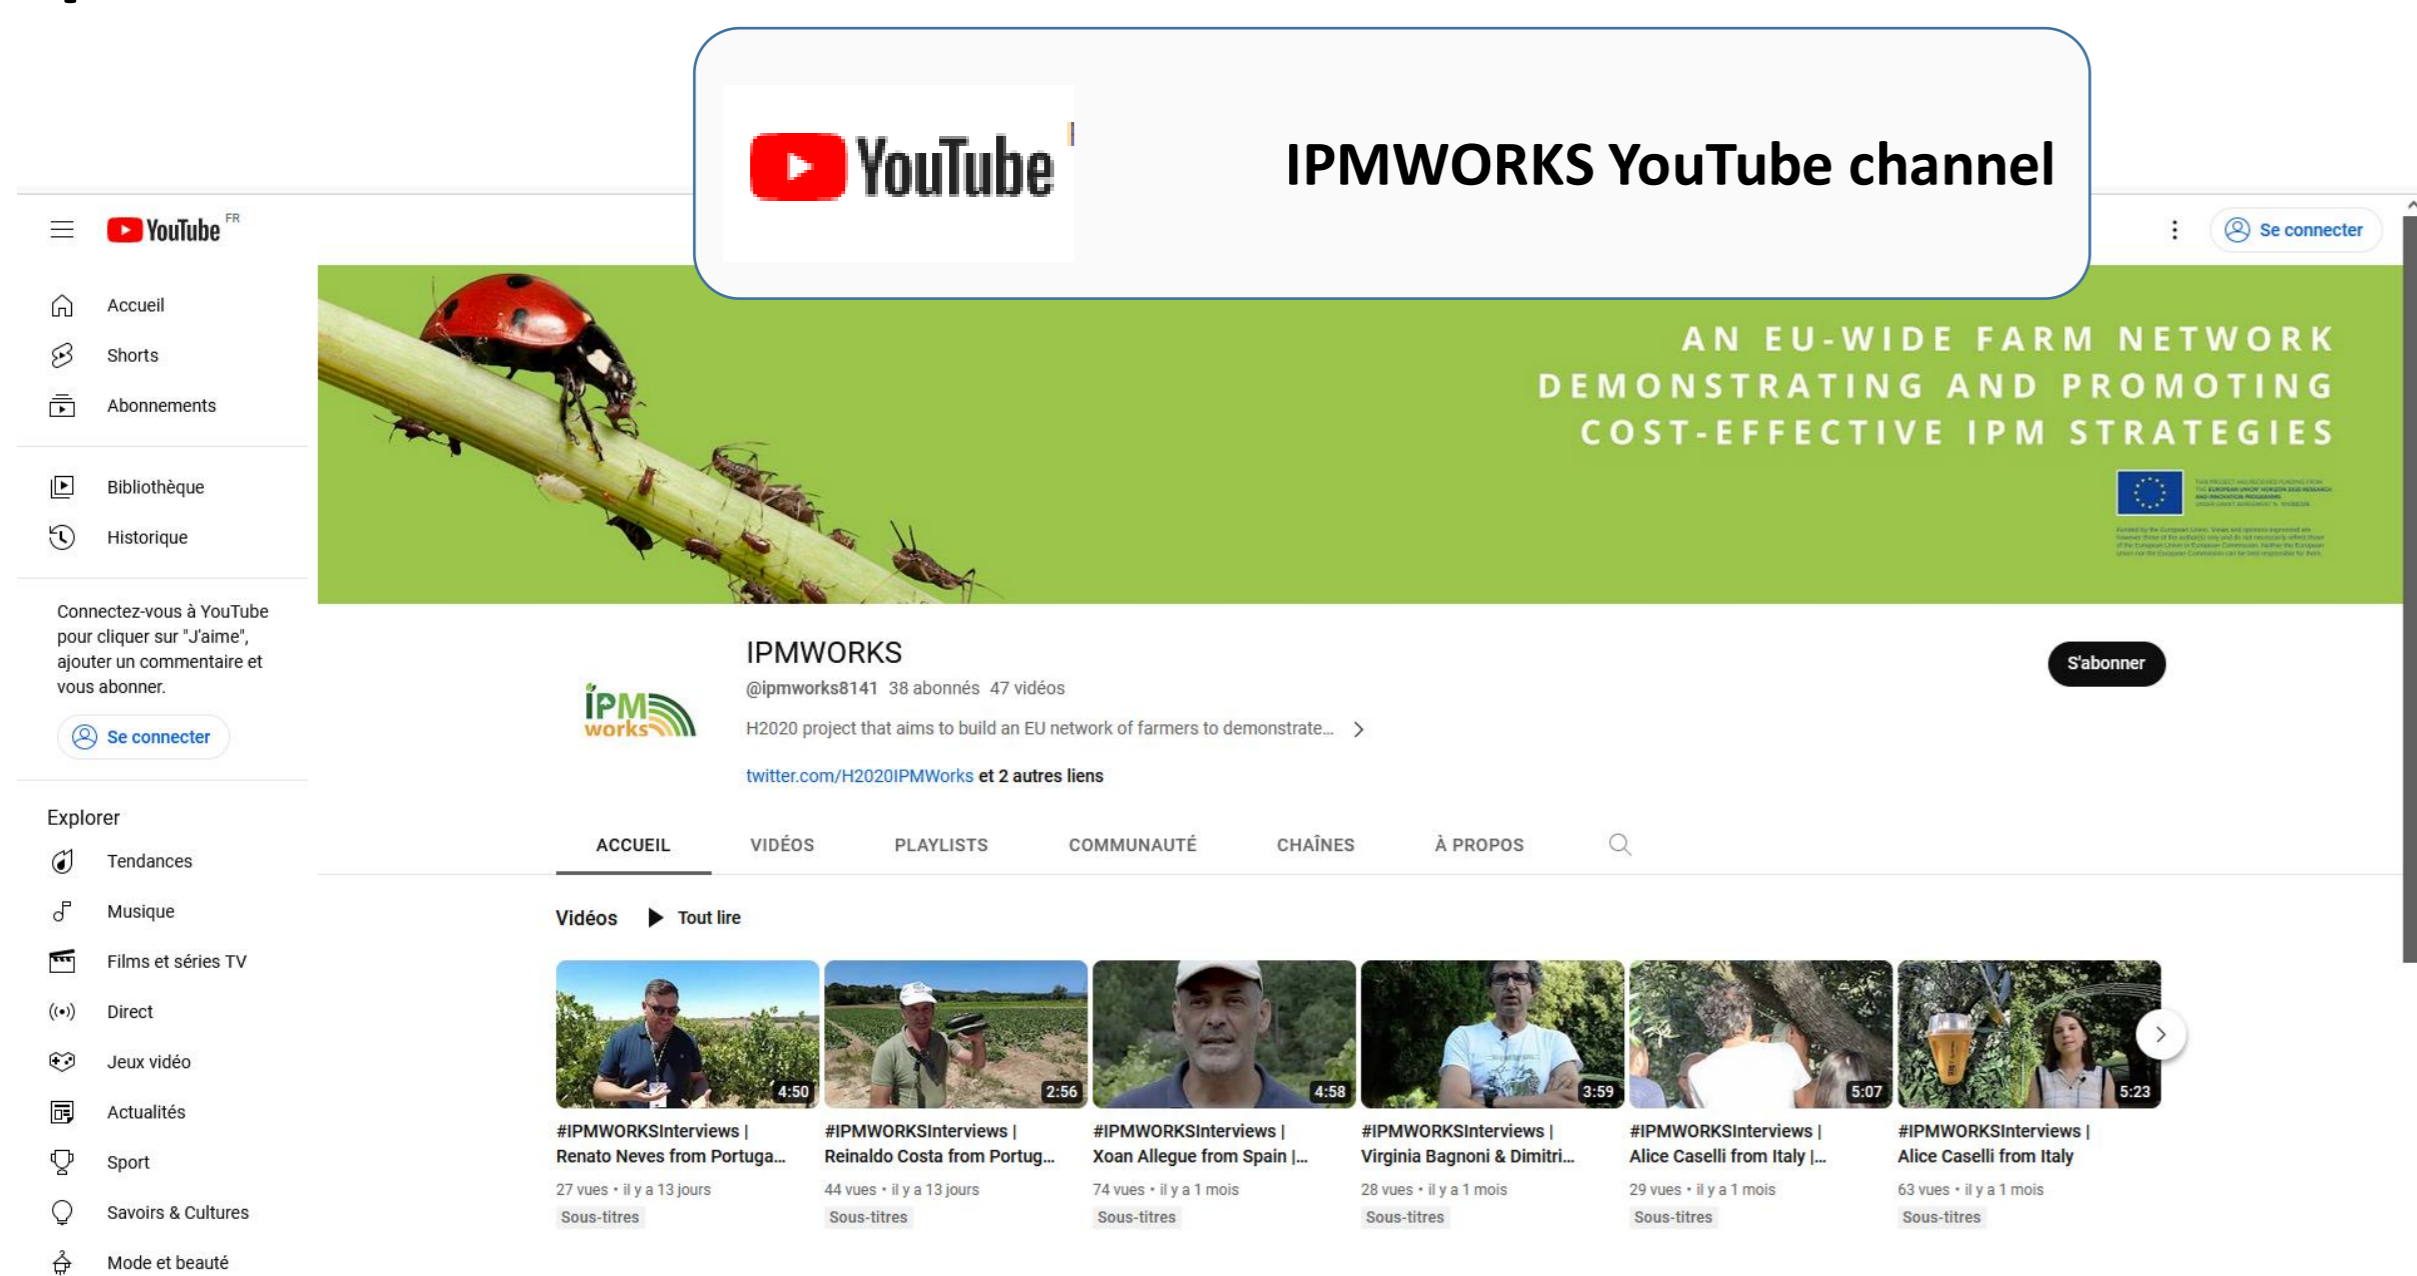 YouTube
IPMWORKS YouTube channel
YouTube FR
Se connecter
Accueil
Shorts
Abonnements
Bibliothèque
Historique
Connectez-vous à YouTube
pour cliquer sur "J'aime",
ajouter un commentaire et
vous abonner.
Se connecter
Explorer
Tendances
Musique
Films et séries TV
Direct
Jeux vidéo
Actualités
Sport
Savoirs & Cultures
Mode et beauté
AN EU-WIDE FARM NETWORK
DEMONSTRATING AND PROMOTING
COST-EFFECTIVE IPM STRATEGIES
IPM
works
IPMWORKS
@ipmworks8141 38 abonnés 47 vidéos
H2020 project that aims to build an EU network of farmers to demonstrate...
twitter.com/H2020IPMWorks et 2 autres liens
S'abonner
ACCUEIL VIDÉOS PLAYLISTS COMMUNAUTÉ CHAÎNES À PROPOS
Vidéos Tout lire
4:50
#IPMWORKSInterviews |
Renato Neves from Portuga...
27 vues • il y a 13 jours
Sous-titres
2:56
#IPMWORKSInterviews |
Reinaldo Costa from Portug...
44 vues • il y a 13 jours
Sous-titres
4:58
#IPMWORKSInterviews |
Xoan Allegue from Spain |...
74 vues • il y a 1 mois
Sous-titres
3:59
#IPMWORKSInterviews |
Virginia Bagnoni & Dimitri...
28 vues • il y a 1 mois
Sous-titres
5:07
#IPMWORKSInterviews |
Alice Caselli from Italy |...
29 vues • il y a 1 mois
Sous-titres
5:23
#IPMWORKSInterviews |
Alice Caselli from Italy
63 vues • il y a 1 mois
Sous-titres